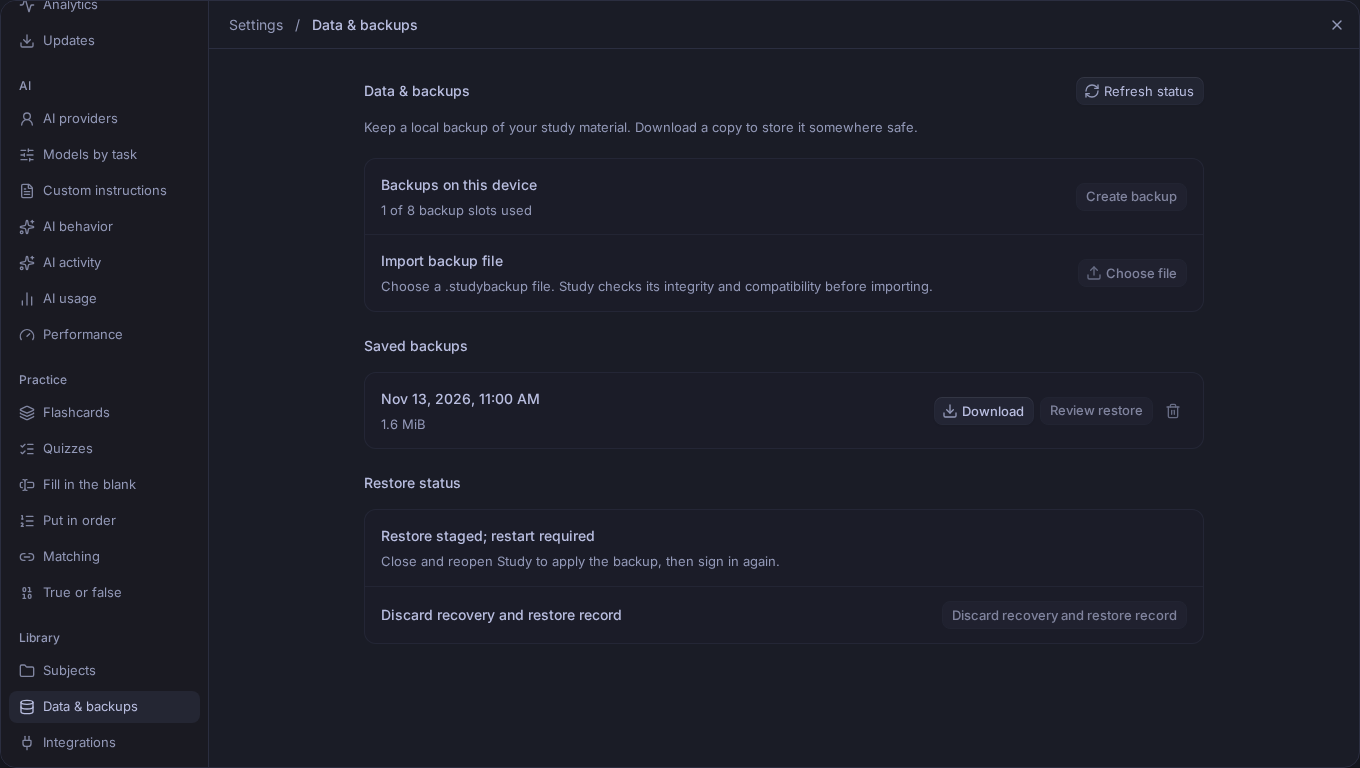 Analytics
Updates
AI
AI providers
Models by task
Custom instructions
AI behavior
AI activity
AI usage
Performance
Practice
Flashcards
Quizzes
Fill in the blank
Put in order
Matching
True or false
Library
Subjects
Data & backups
Integrations
Settings / Data & backups
Data & backups
Refresh status
Keep a local backup of your study material. Download a copy to store it somewhere safe.
Backups on this device
1 of 8 backup slots used
Create backup
Import backup file
Choose a .studybackup file. Study checks its integrity and compatibility before importing.
Choose file
Saved backups
Nov 13, 2026, 11:00 AM
1.6 MiB
Download
Review restore
Restore status
Restore staged; restart required
Close and reopen Study to apply the backup, then sign in again.
Discard recovery and restore record
Discard recovery and restore record